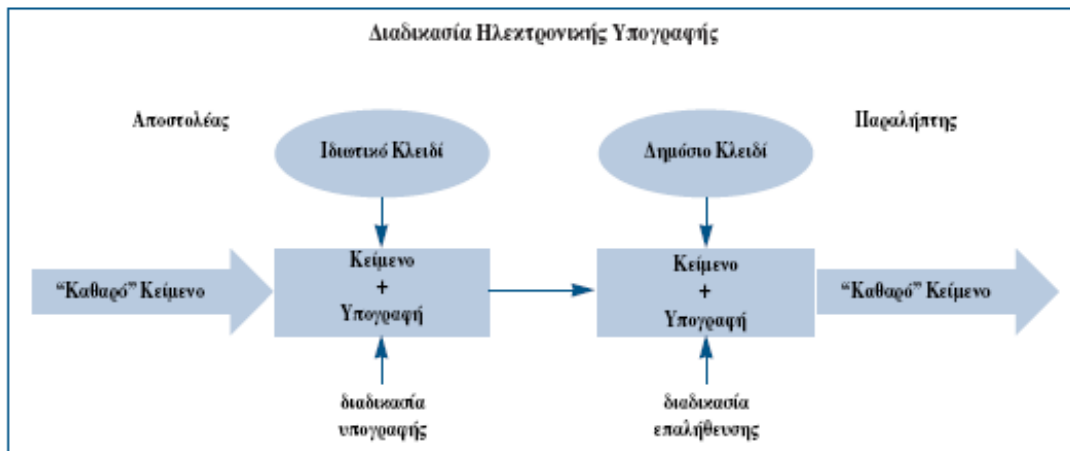 Διαδικασία Ηλεκτρονικής Υπογραφής
Αποστολέας
Παραλήπτης
Ιδιωτικό Κλειδί
Δημόσιο Κλειδί
“Καθαρό” Κείμενο
Κείμενο
+
Υπογραφή
Κείμενο
+
Υπογραφή
“Καθαρό” Κείμενο
διαδικασία
υπογραφής
διαδικασία
επαλήθευσης